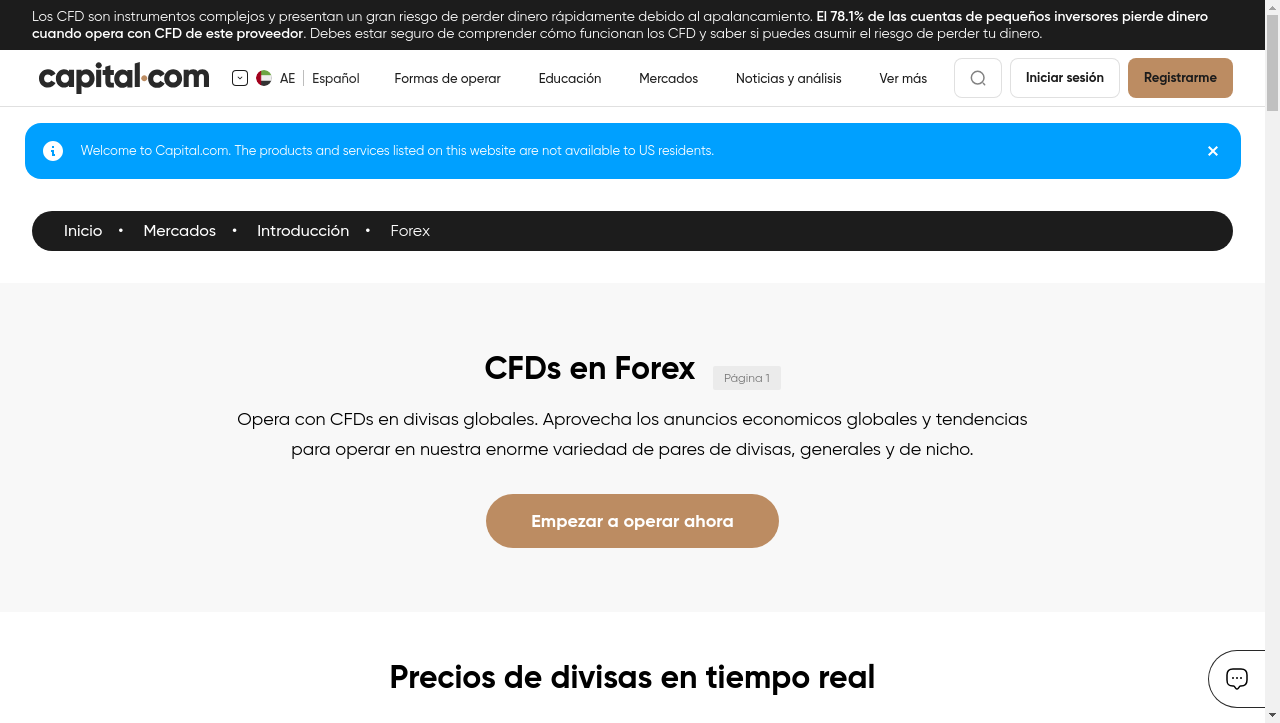 Los CFD son instrumentos complejos y presentan un gran riesgo de perder dinero rápidamente debido al apalancamiento. El 78.1% de las cuentas de pequeños inversores pierde dinero
cuando opera con CFD de este proveedor. Debes estar seguro de comprender cómo funcionan los CFD y saber si puedes asumir el riesgo de perder tu dinero.
capital.com AE Español Formas de operar Educación Mercados Noticias y análisis Ver más Iniciar sesión Registrarme
Welcome to Capital.com. The products and services listed on this website are not available to US residents.
Inicio • Mercados • Introducción • Forex
CFDs en Forex Página 1
Opera con CFDs en divisas globales. Aprovecha los anuncios economicos globales y tendencias
para operar en nuestra enorme variedad de pares de divisas, generales y de nicho.
Empezar a operar ahora
Precios de divisas en tiempo real